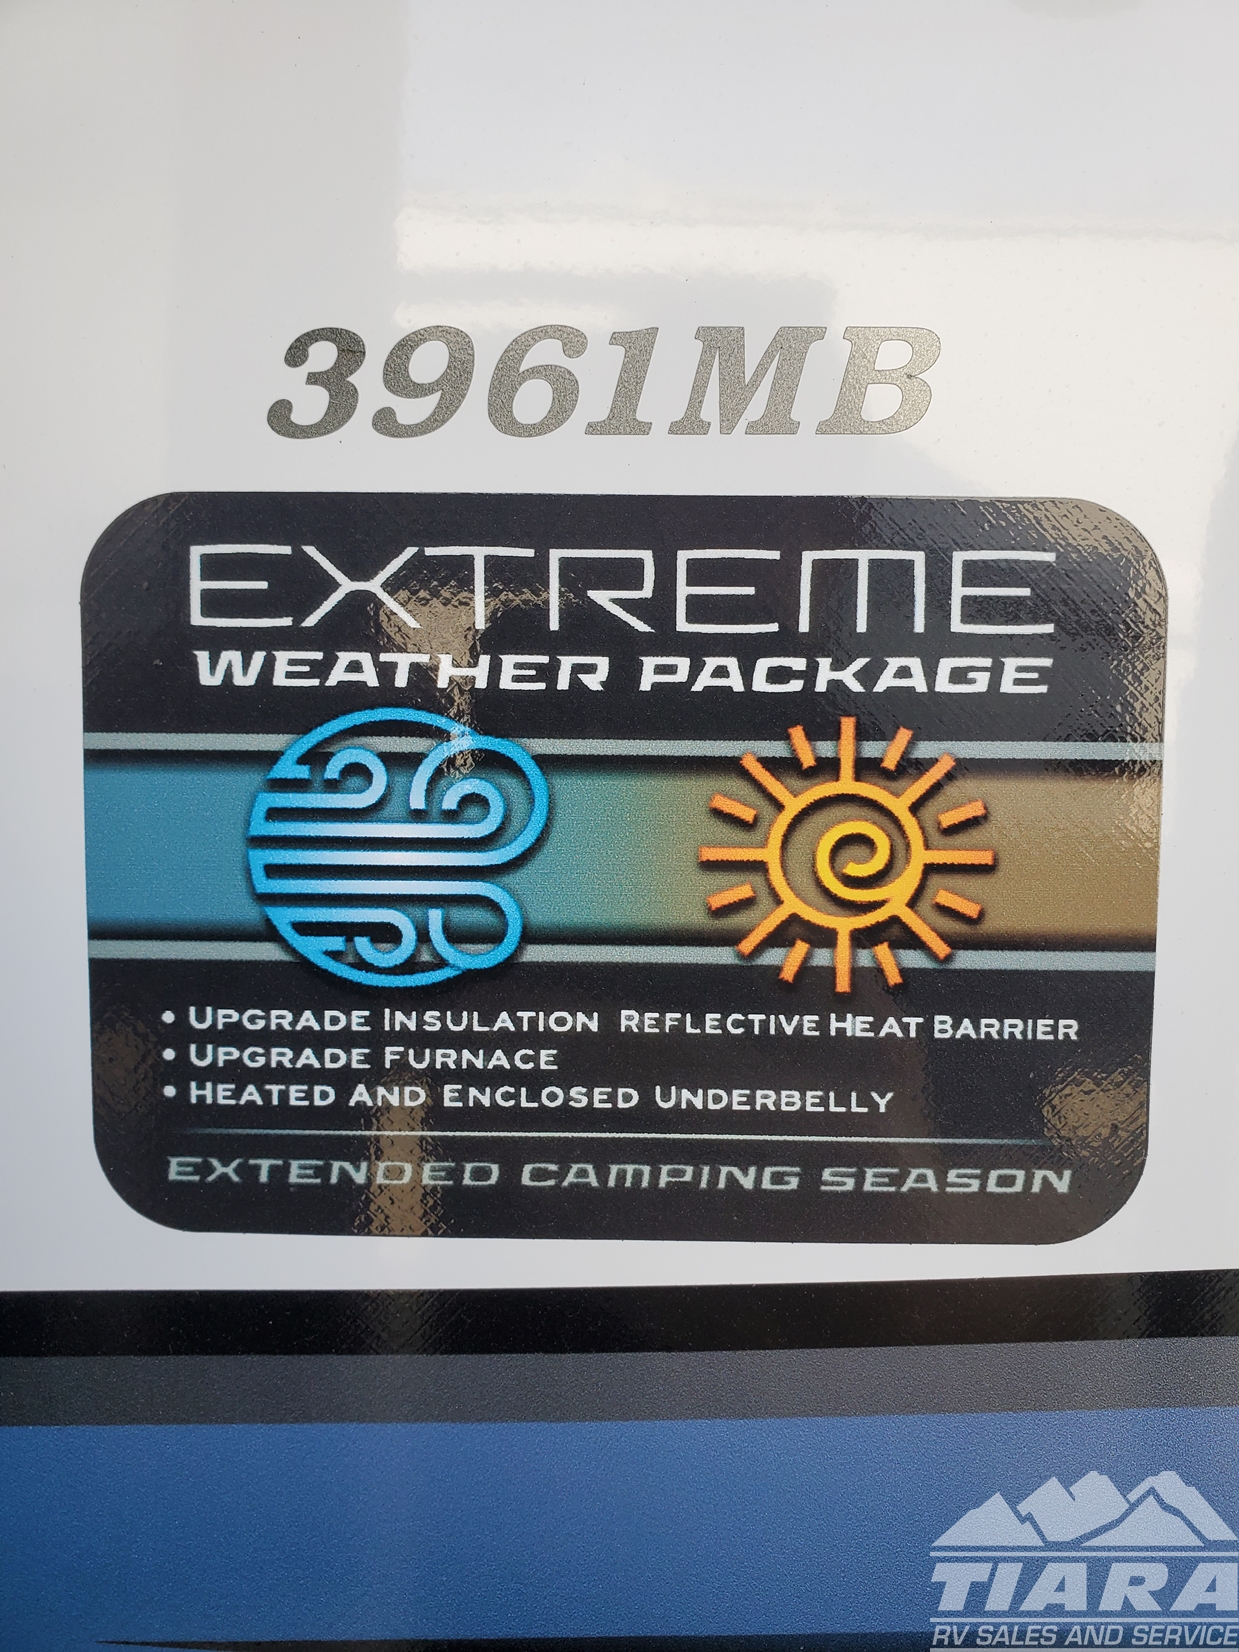 3961MB
EXTREME
WEATHER PACKAGE
• UPGRADE INSULATION REFLECTIVE HEAT BARRIER
• UPGRADE FURNACE
• HEATED AND ENCLOSED UNDERBELLY
EXTENDED CAMPING SEASON
TIARA
RV SALES AND SERVICE